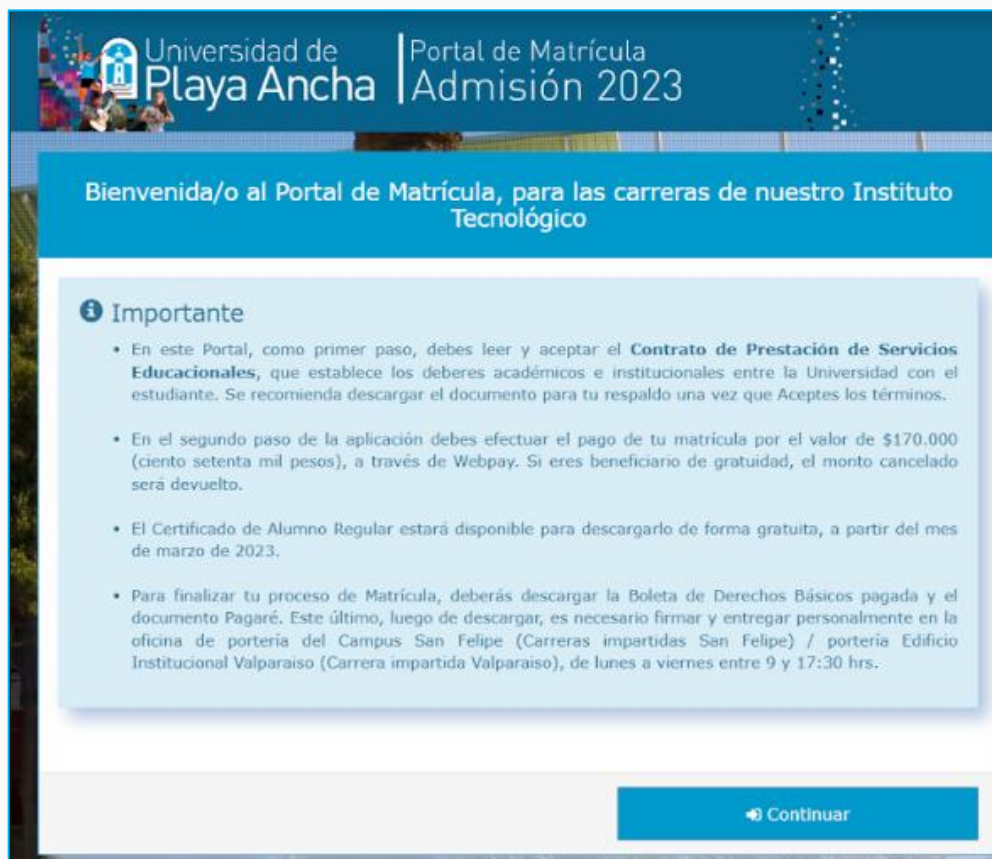 Universidad de
Playa Ancha
Portal de Matrícula
Admisión 2023
Bienvenida/o al Portal de Matrícula, para las carreras de nuestro Instituto
Tecnológico
Importante
• En este Portal, como primer paso, debes leer y aceptar el Contrato de Prestación de Servicios
Educacionales, que establece los deberes académicos e institucionales entre la Universidad con el
estudiante. Se recomienda descargar el documento para tu respaldo una vez que Aceptes los términos.
• En el segundo paso de la aplicación debes efectuar el pago de tu matrícula por el valor de $170.000
(ciento setenta mil pesos), a través de Webpay. Si eres beneficiario de gratuidad, el monto cancelado
será devuelto.
• El Certificado de Alumno Regular estará disponible para descargarlo de forma gratuita, a partir del mes
de marzo de 2023.
• Para finalizar tu proceso de Matrícula, deberás descargar la Boleta de Derechos Básicos pagada y el
documento Pagaré. Este último, luego de descargar, es necesario firmar y entregar personalmente en la
oficina de portería del Campus San Felipe (Carreras impartidas San Felipe) / portería Edificio
Institucional Valparaiso (Carrera impartida Valparaiso), de lunes a viernes entre 9 y 17:30 hrs.
Continuar